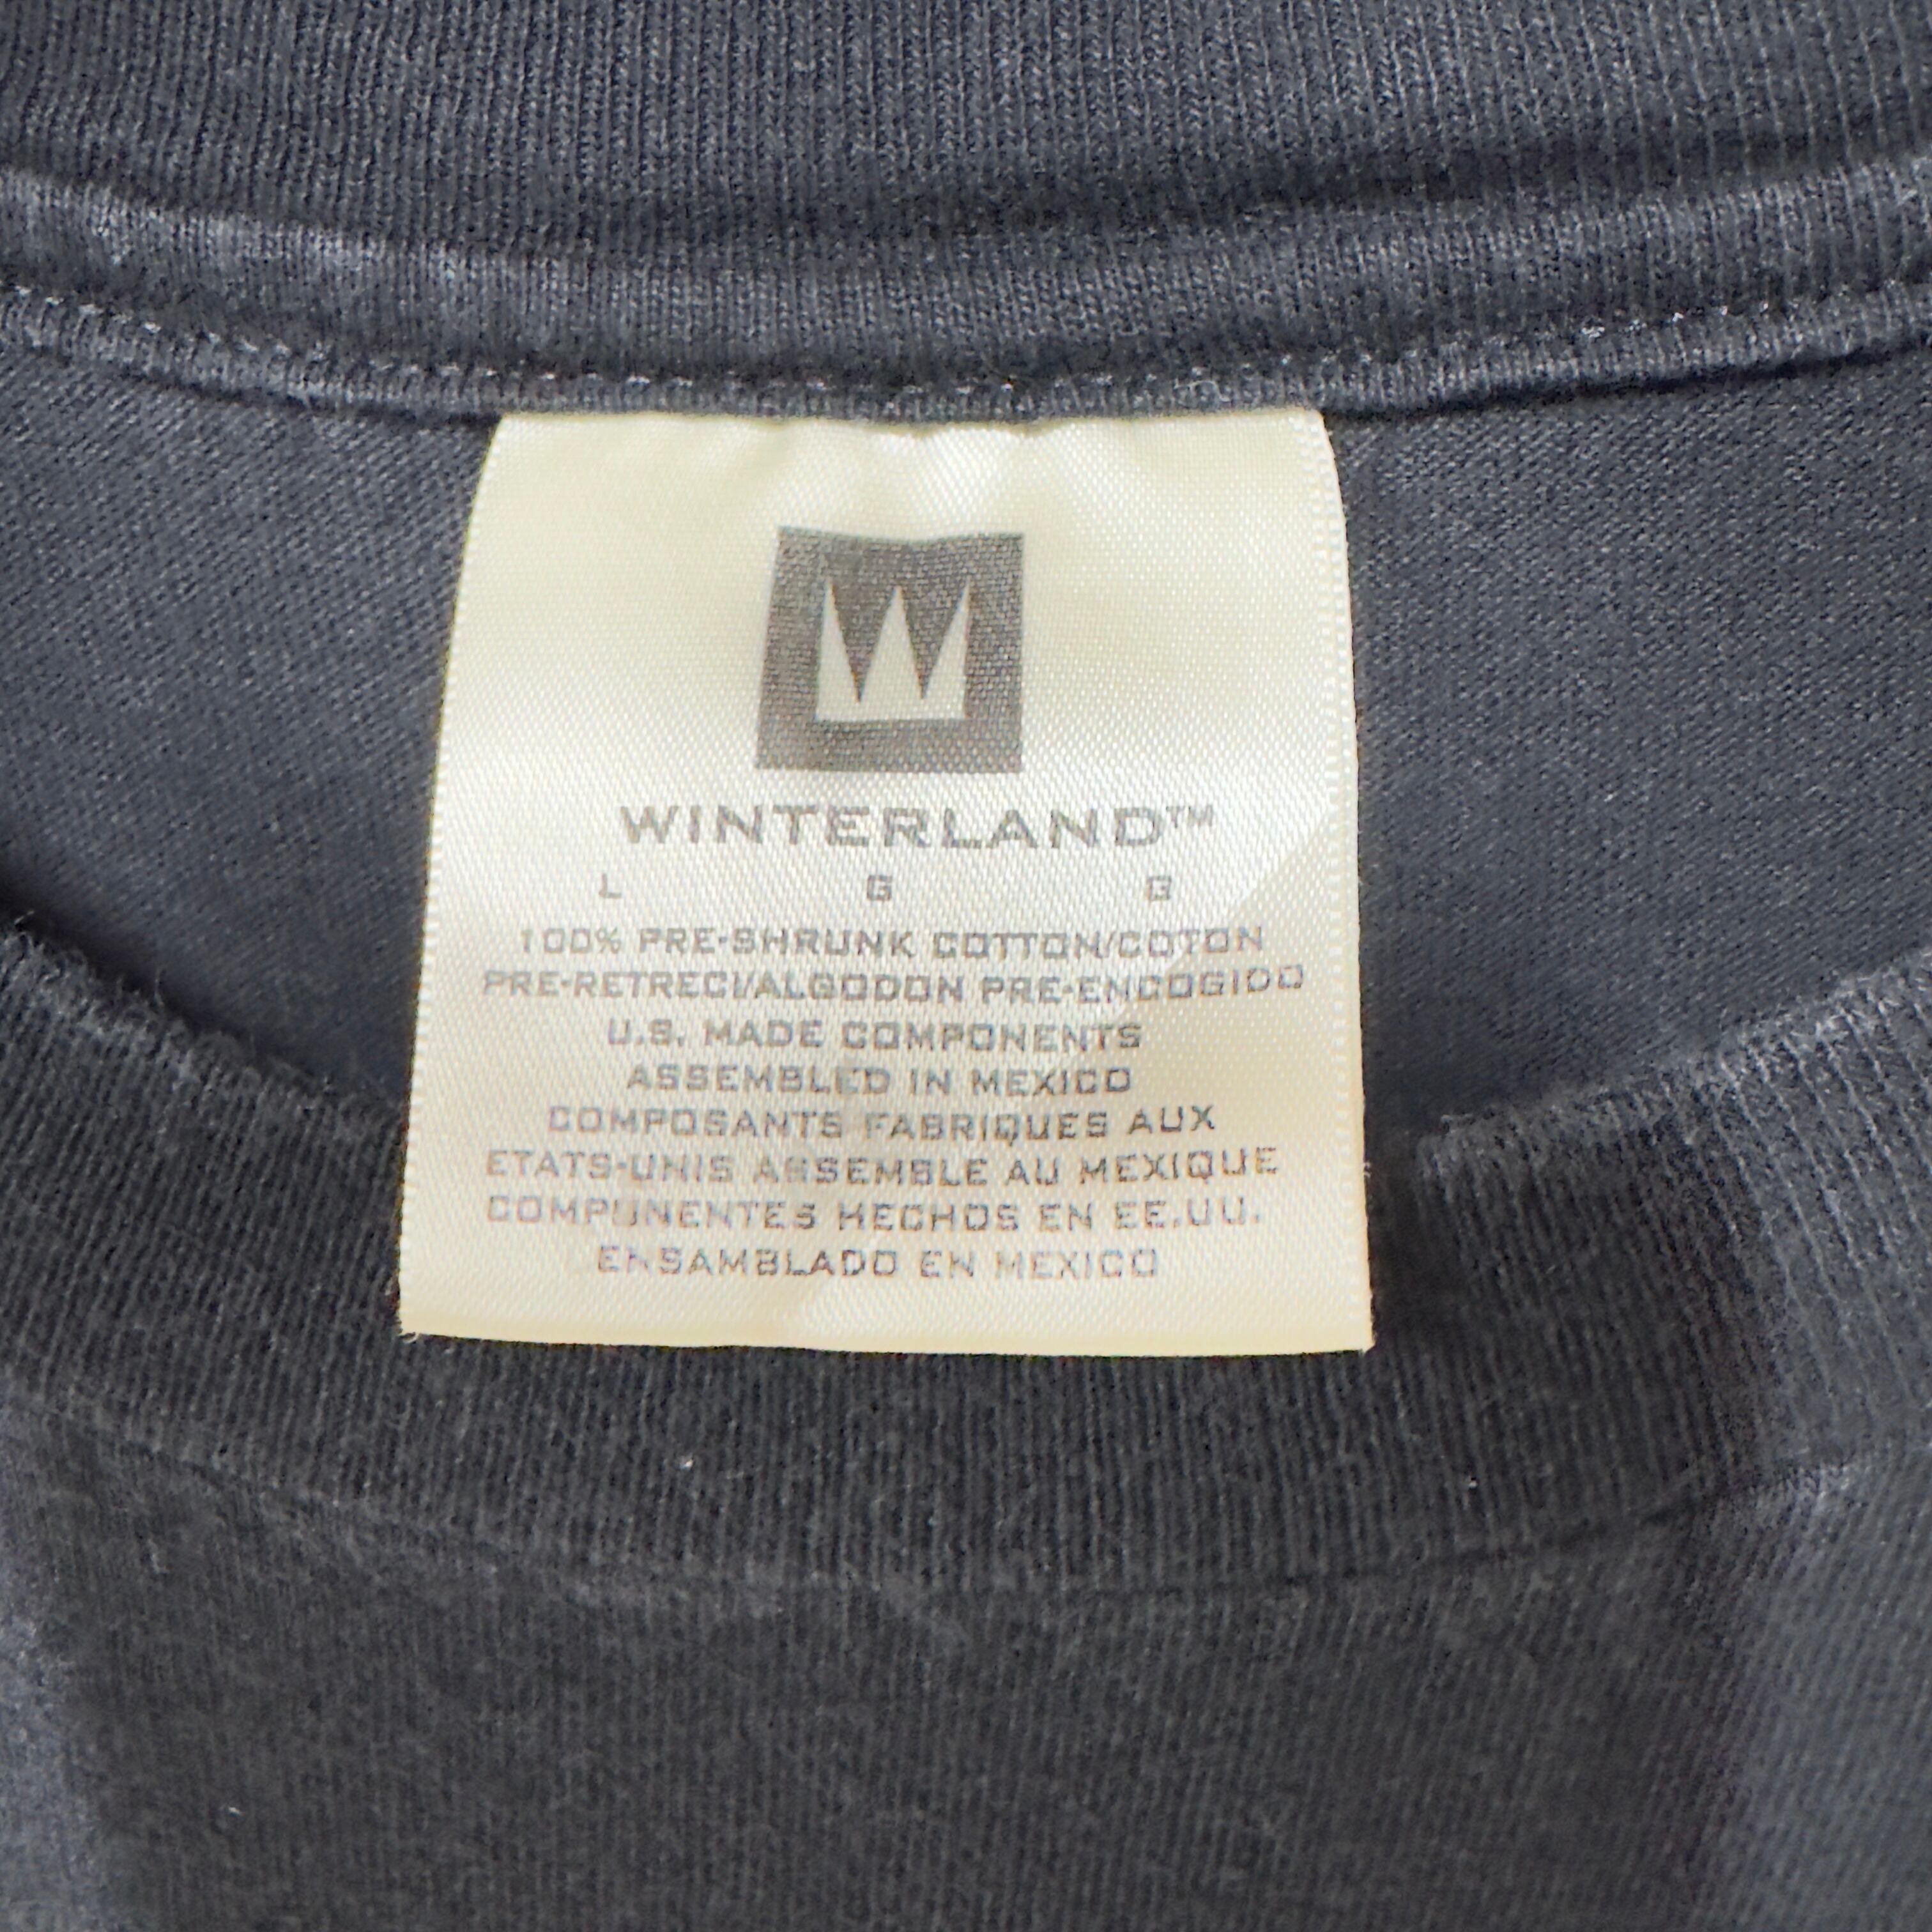 W
WINTERLAND™
L G G
100% PRE-SHRUNK COTTON/COTON
PRE-RETRECI/ALGODON PRE-ENCOGIDO
U.S. MADE COMPONENTS
ASSEMBLED IN MEXICO
COMPOSANTS FABRIQUES AUX
ETATS-UNIS ASSEMBLE AU MEXIQUE
COMPONENTES HECHOS EN EE.UU.
ENSAMBLADO EN MEXICO